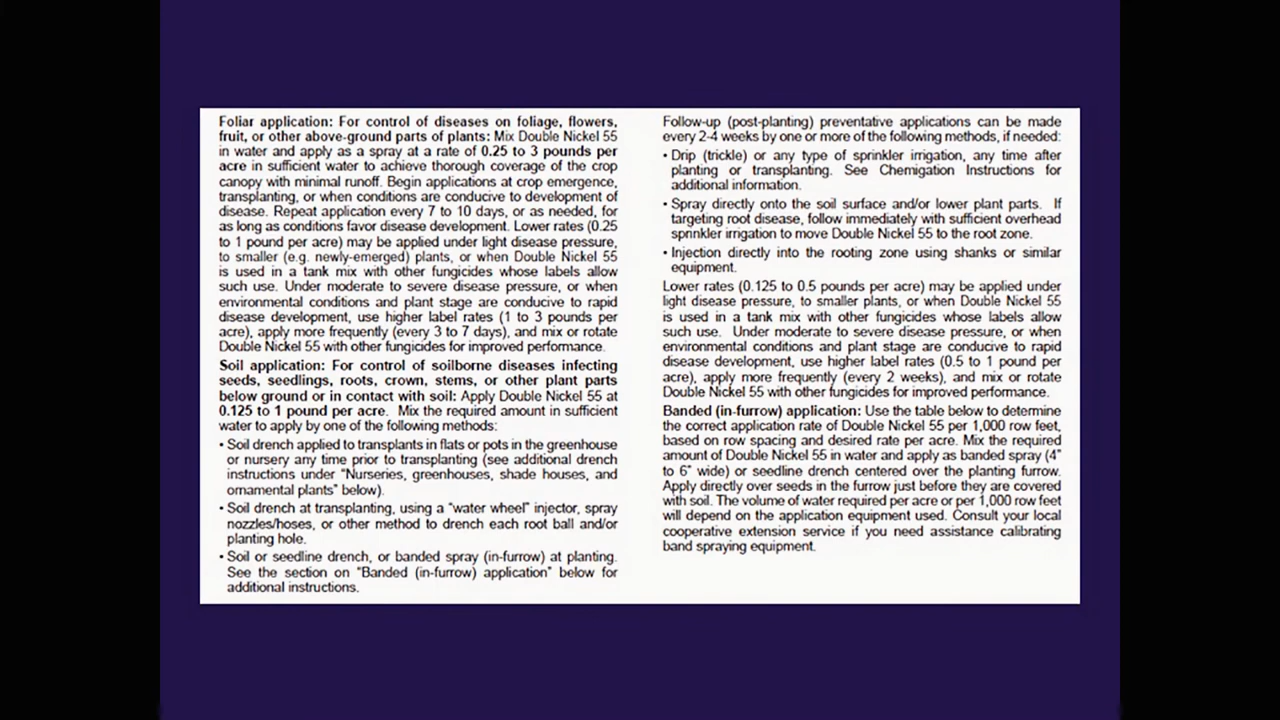 Foliar application: For control of diseases on foliage, flowers,
fruit, or other above-ground parts of plants: Mix Double Nickel 55
in water and apply as a spray at a rate of 0.25 to 3 pounds per
acre in sufficient water to achieve thorough coverage of the crop
canopy with minimal runoff. Begin applications at crop emergence,
transplanting, or when conditions are conducive to development of
disease. Repeat application every 7 to 10 days, or as needed, for
as long as conditions favor disease development. Lower rates (0.25
to 1 pound per acre) may be applied under light disease pressure,
to smaller (e.g. newly-emerged) plants, or when Double Nickel 55
is used in a tank mix with other fungicides whose labels allow
such use. Under moderate to severe disease pressure, or when
environmental conditions and plant stage are conducive to rapid
disease development, use higher label rates (1 to 3 pounds per
acre), apply more frequently (every 3 to 7 days), and mix or rotate
Double Nickel 55 with other fungicides for improved performance.
Soil application: For control of soilborne diseases infecting
seeds, seedlings, roots, crown, stems, or other plant parts
below ground or in contact with soil: Apply Double Nickel 55 at
0.125 to 1 pound per acre. Mix the required amount in sufficient
water to apply by one of the following methods:
• Soil drench applied to transplants in flats or pots in the greenhouse
or nursery any time prior to transplanting (see additional drench
instructions under "Nurseries, greenhouses, shade houses, and
ornamental plants" below).
• Soil drench at transplanting, using a "water wheel" injector, spray
nozzles/hoses, or other method to drench each root ball and/or
planting hole.
• Soil or seedline drench, or banded spray (in-furrow) at planting.
See the section on "Banded (in-furrow) application" below for
additional instructions.
Follow-up (post-planting) preventative applications can be made
every 2-4 weeks by one or more of the following methods, if needed:
• Drip (trickle) or any type of sprinkler irrigation, any time after
planting or transplanting. See Chemigation Instructions for
additional information.
• Spray directly onto the soil surface and/or lower plant parts. If
targeting root disease, follow immediately with sufficient overhead
sprinkler irrigation to move Double Nickel 55 to the root zone.
• Injection directly into the rooting zone using shanks or similar
equipment.
Lower rates (0.125 to 0.5 pounds per acre) may be applied under
light disease pressure, to smaller plants, or when Double Nickel 55
is used in a tank mix with other fungicides whose labels allow
such use. Under moderate to severe disease pressure, or when
environmental conditions and plant stage are conducive to rapid
disease development, use higher label rates (0.5 to 1 pound per
acre), apply more frequently (every 2 weeks), and mix or rotate
Double Nickel 55 with other fungicides for improved performance.
Banded (in-furrow) application: Use the table below to determine
the correct application rate of Double Nickel 55 per 1,000 row feet,
based on row spacing and desired rate per acre. Mix the required
amount of Double Nickel 55 in water and apply as banded spray (4"
to 6" wide) or seedline drench centered over the planting furrow.
Apply directly over seeds in the furrow just before they are covered
with soil. The volume of water required per acre or per 1,000 row feet
will depend on the application equipment used. Consult your local
cooperative extension service if you need assistance calibrating
band spraying equipment.